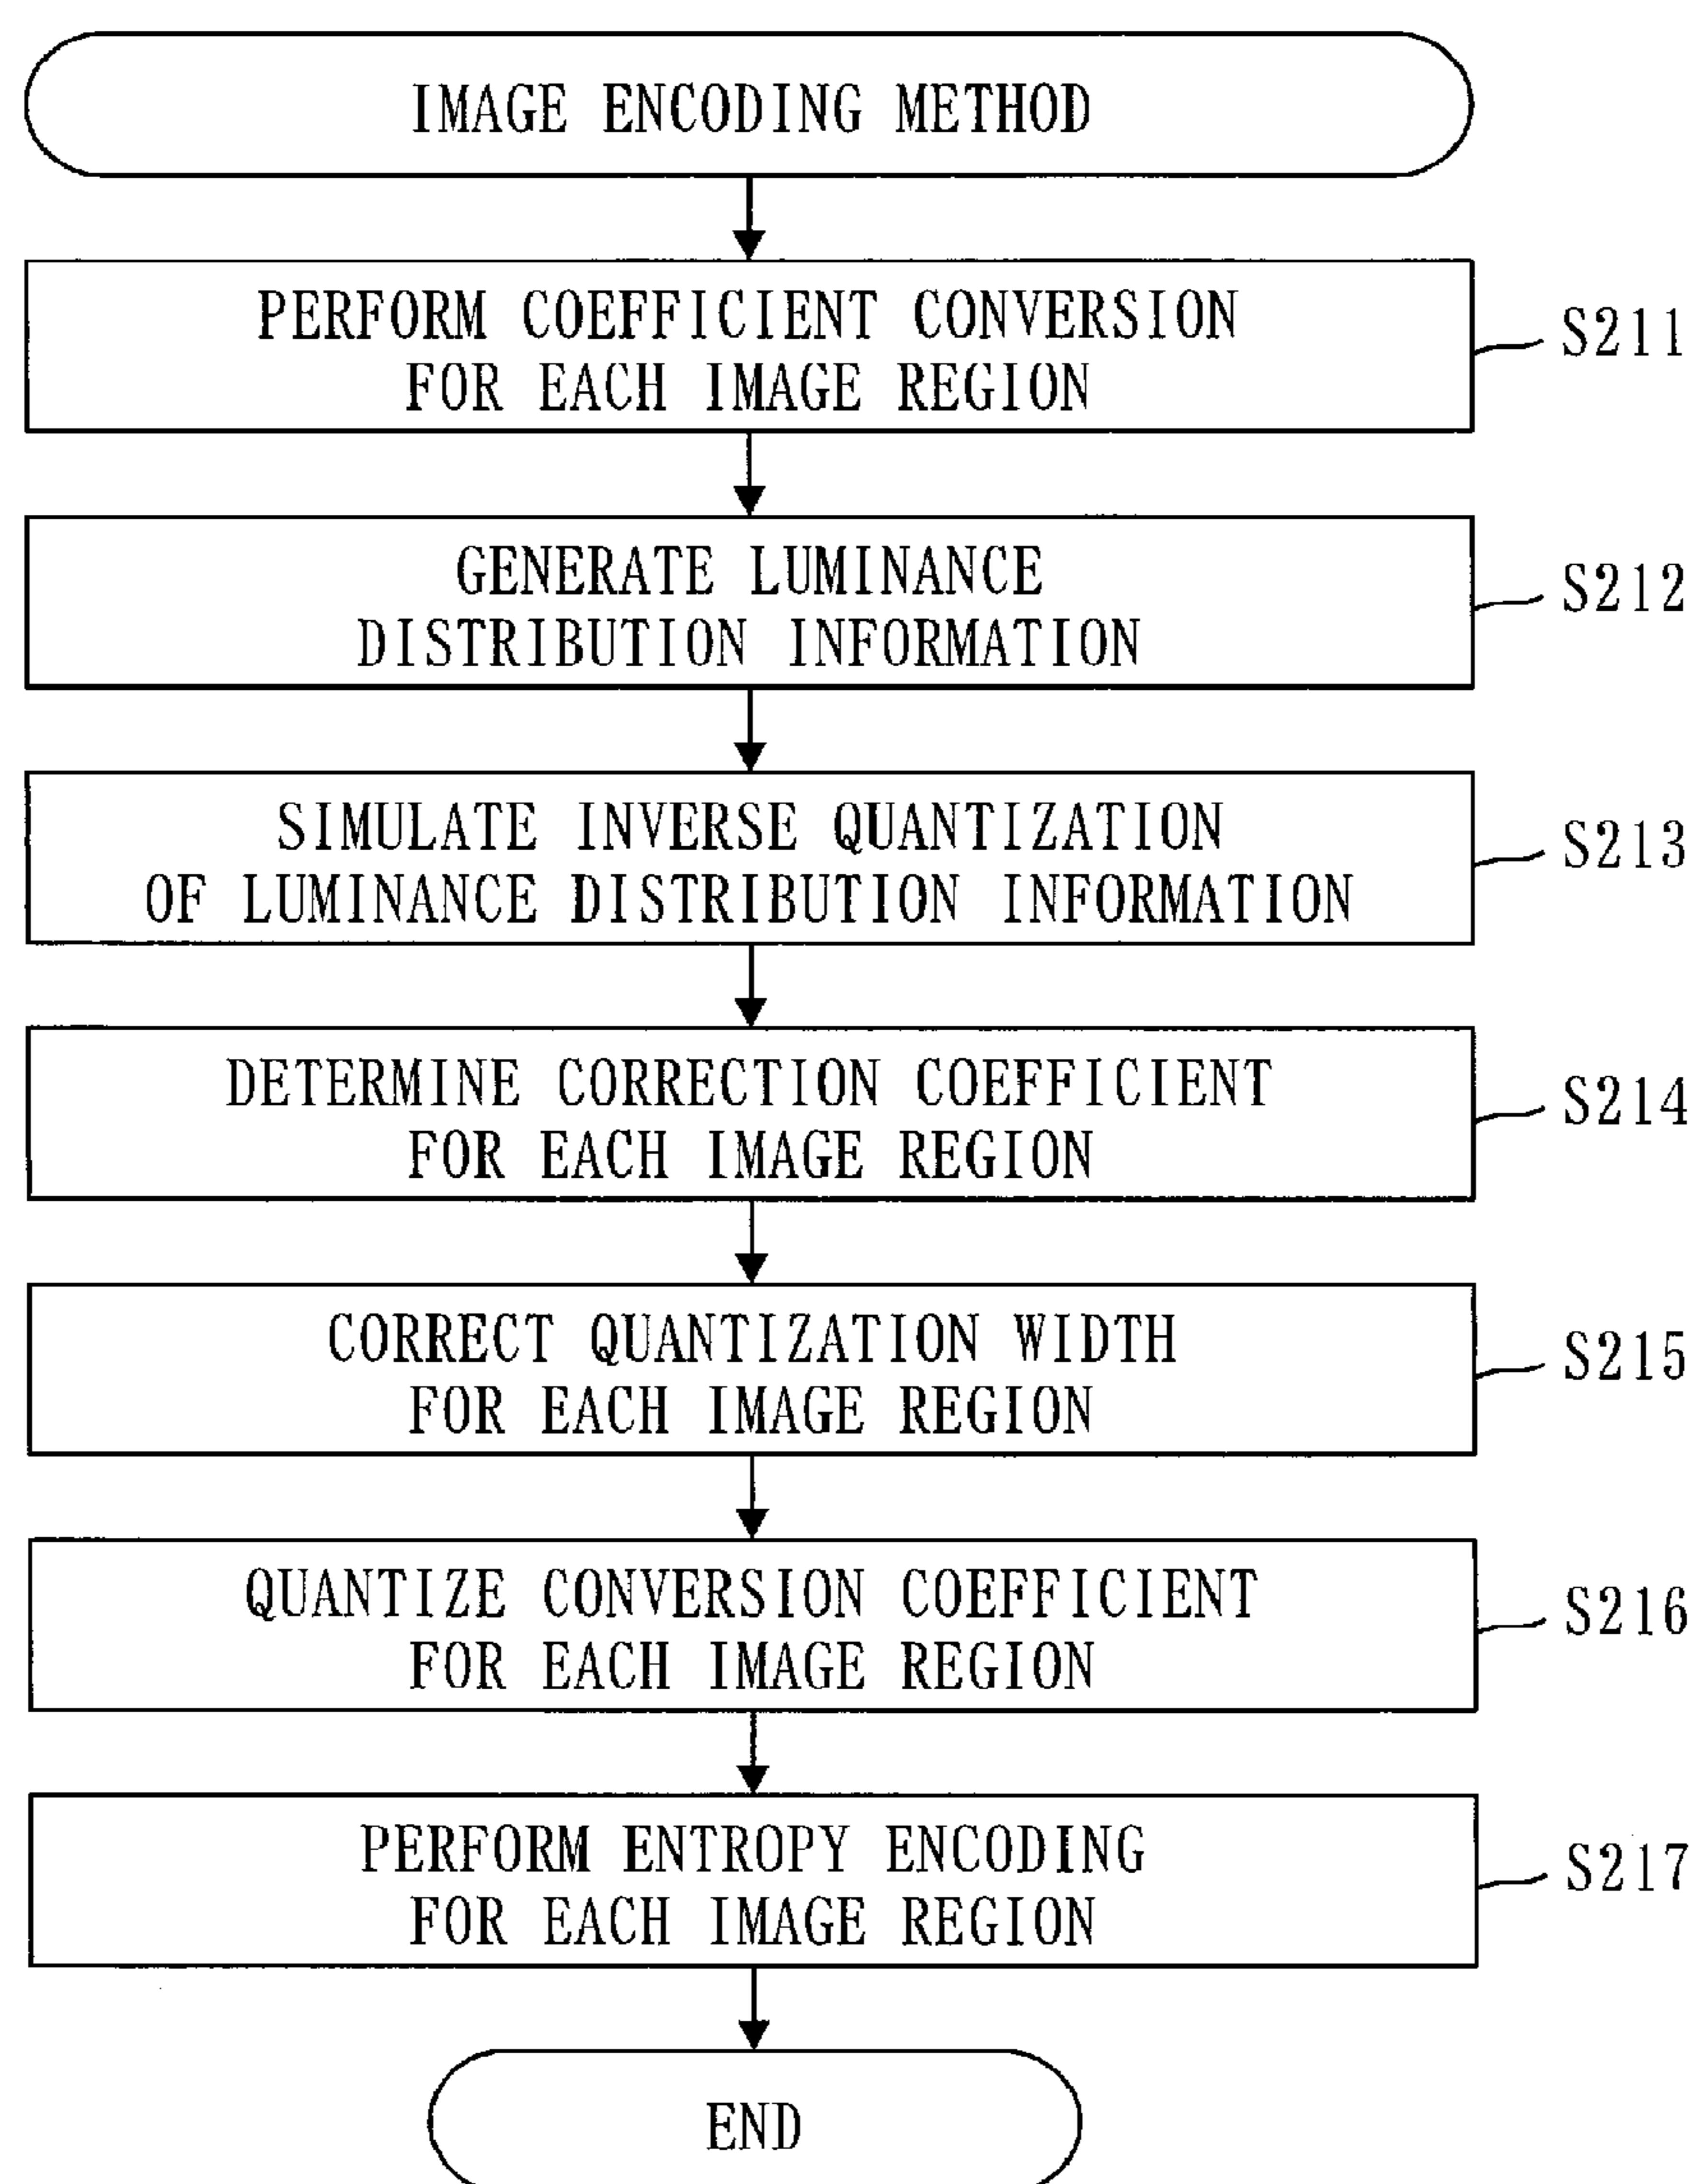 IMAGE ENCODING METHOD
PERFORM COEFFICIENT CONVERSION
FOR EACH IMAGE REGION
S211
GENERATE LUMINANCE
DISTRIBUTION INFORMATION
S212
SIMULATE INVERSE QUANTIZATION
OF LUMINANCE DISTRIBUTION INFORMATION
S213
DETERMINE CORRECTION COEFFICIENT
FOR EACH IMAGE REGION
S214
CORRECT QUANTIZATION WIDTH
FOR EACH IMAGE REGION
S215
QUANTIZE CONVERSION COEFFICIENT
FOR EACH IMAGE REGION
S216
PERFORM ENTROPY ENCODING
FOR EACH IMAGE REGION
S217
END